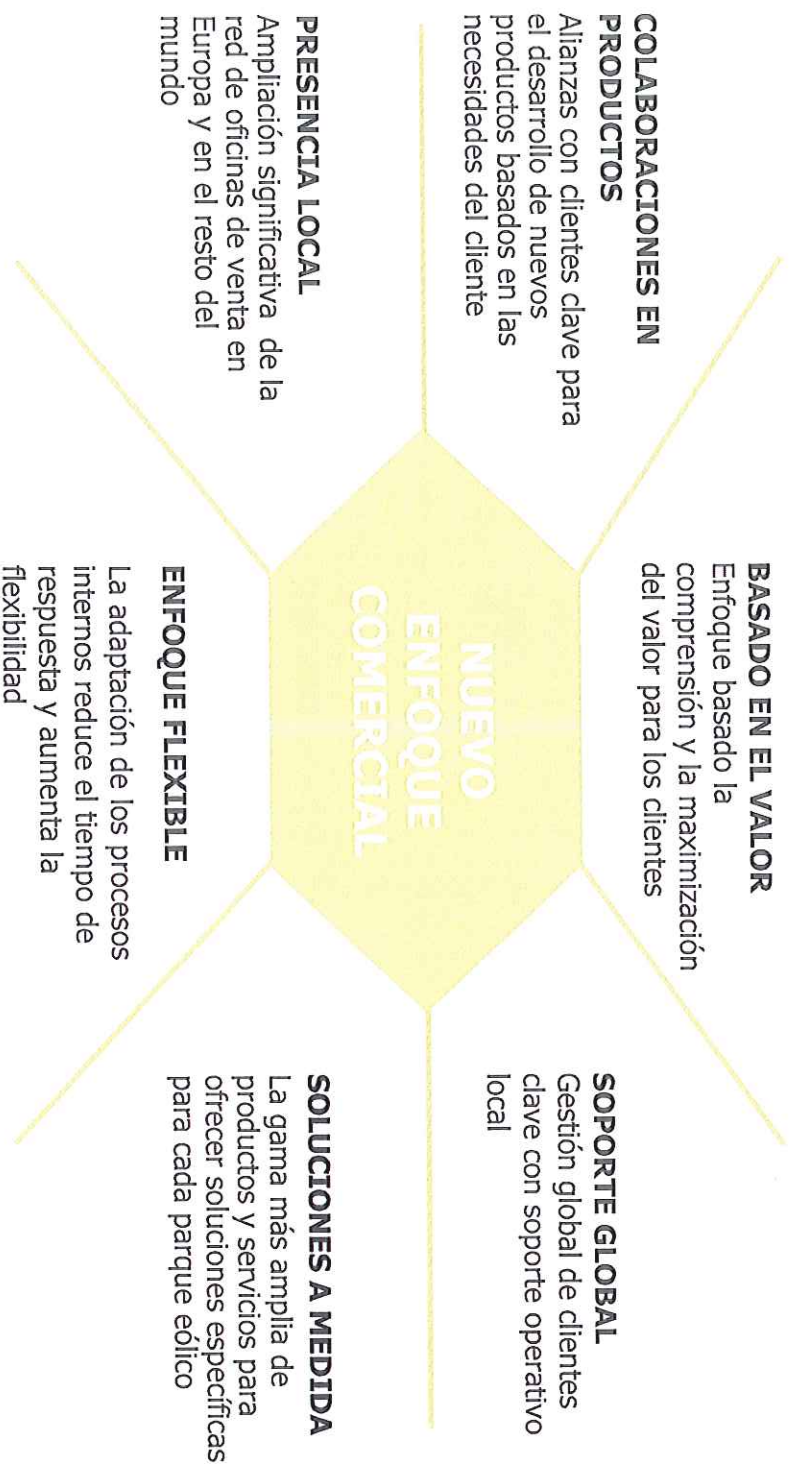 BASADO EN EL VALOR
Enfoque basado la
comprensión y la maximización
del valor para los clientes
COLABORACIONES EN
PRODUCTOS
Alianzas con clientes clave para
el desarrollo de nuevos
productos basados en las
necesidades del cliente
SOPORTE GLOBAL
Gestión global de clientes
clave con soporte operativo
local
NUEVO
ENFOQUE
COMERCIAL
PRESENCIA LOCAL
Ampliación significativa de la
red de oficinas de venta en
Europa y en el resto del
mundo
ENFOQUE FLEXIBLE
La adaptación de los procesos
internos reduce el tiempo de
respuesta y aumenta la
flexibilidad
SOLUCIONES A MEDIDA
La gama más amplia de
productos y servicios para
ofrecer soluciones específicas
para cada parque eólico